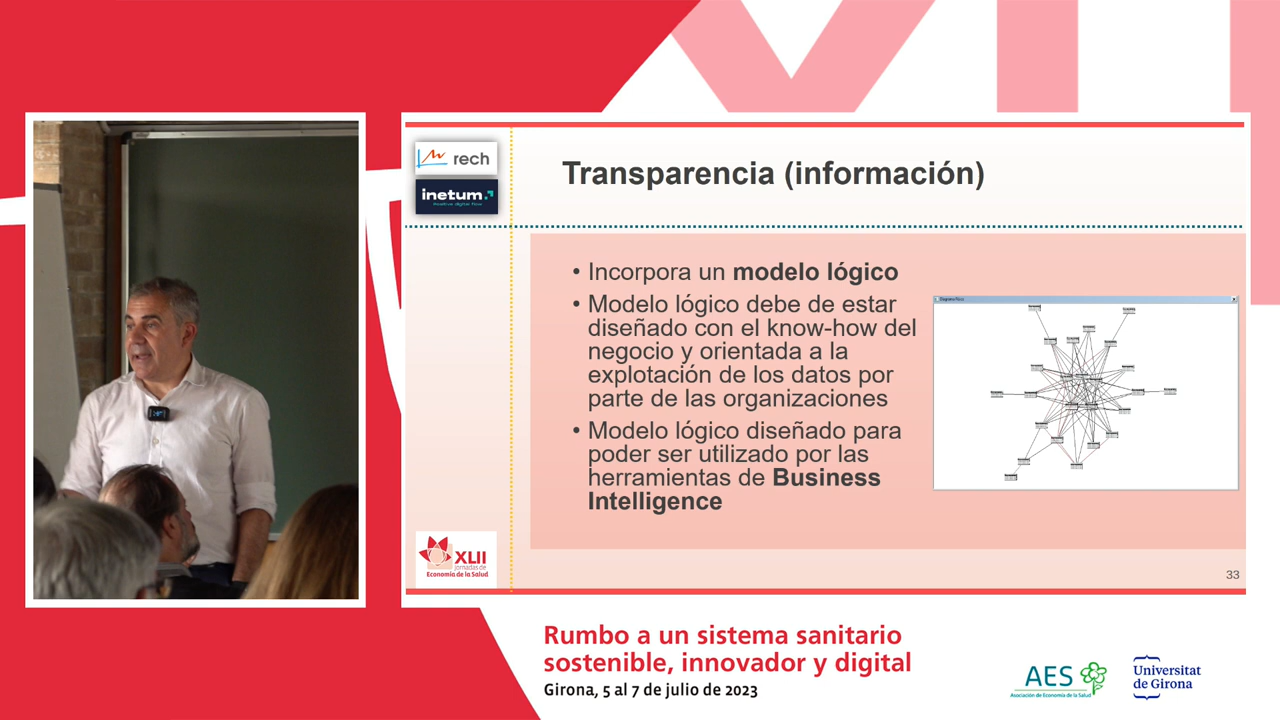 rech
inetum.
Positive digital flow
Transparencia (información)
• Incorpora un modelo lógico
• Modelo lógico debe de estar
diseñado con el know-how del
negocio y orientada a la
explotación de los datos por
parte de las organizaciones
• Modelo lógico diseñado para
poder ser utilizado por las
herramientas de Business
Intelligence
XLII
Jornadas de
Economía de la Salud
33
Rumbo a un sistema sanitario
sostenible, innovador y digital
Girona, 5 al 7 de julio de 2023
AES
Asociación de Economía de la Salud
Universitat
de Girona